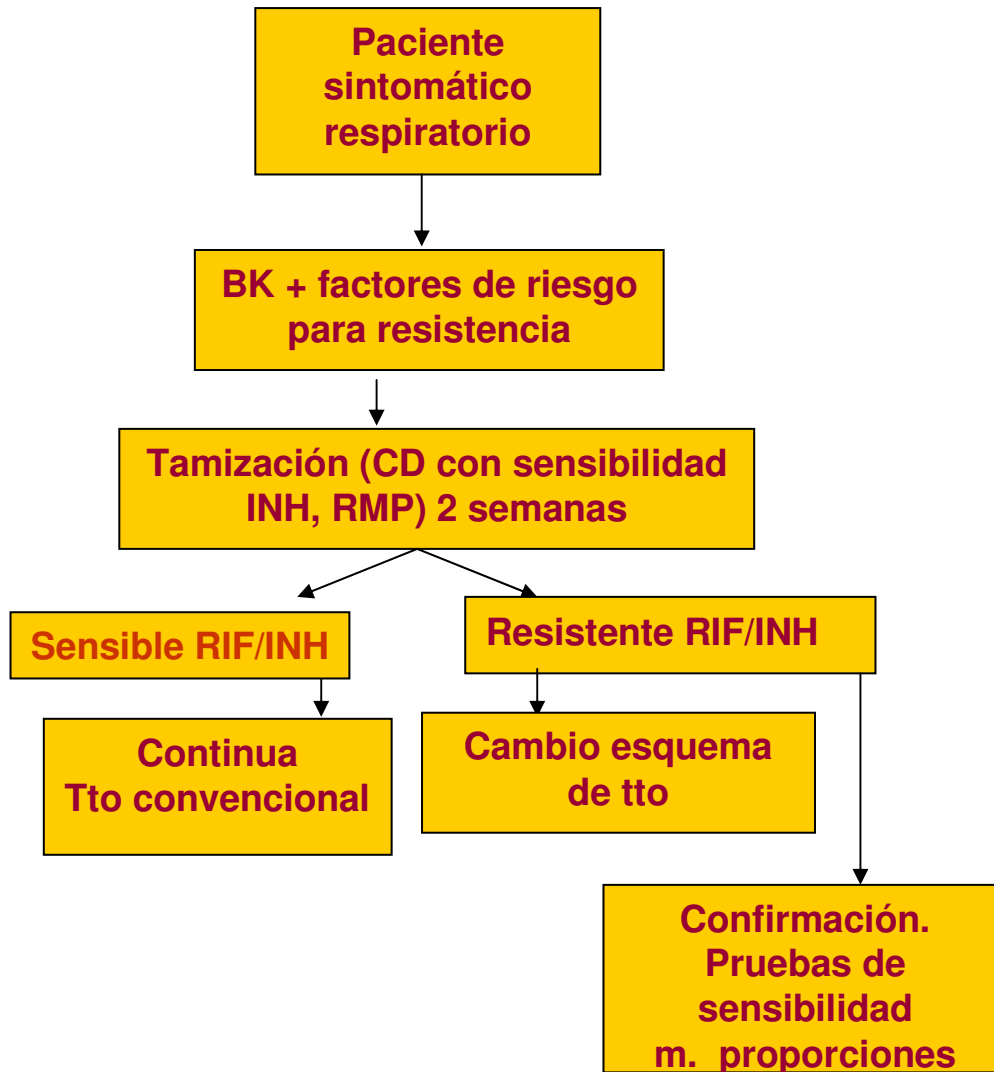 Paciente
sintomático
respiratorio
BK + factores de riesgo
para resistencia
Tamización (CD con sensibilidad
INH, RMP) 2 semanas
Sensible RIF/INH
Resistente RIF/INH
Continua
Tto convencional
Cambio esquema
de tto
Confirmación.
Pruebas de
sensibilidad
m. proporciones